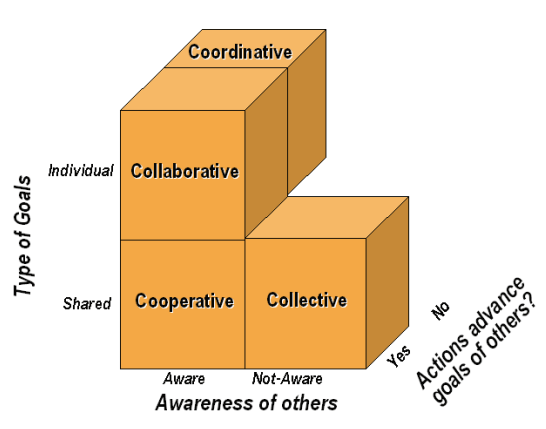 Coordinative
Individual
Collaborative
Type of Goals
Shared
Cooperative
Collective
No
Yes
Actions advance
goals of others?
Aware
Not-Aware
Awareness of others